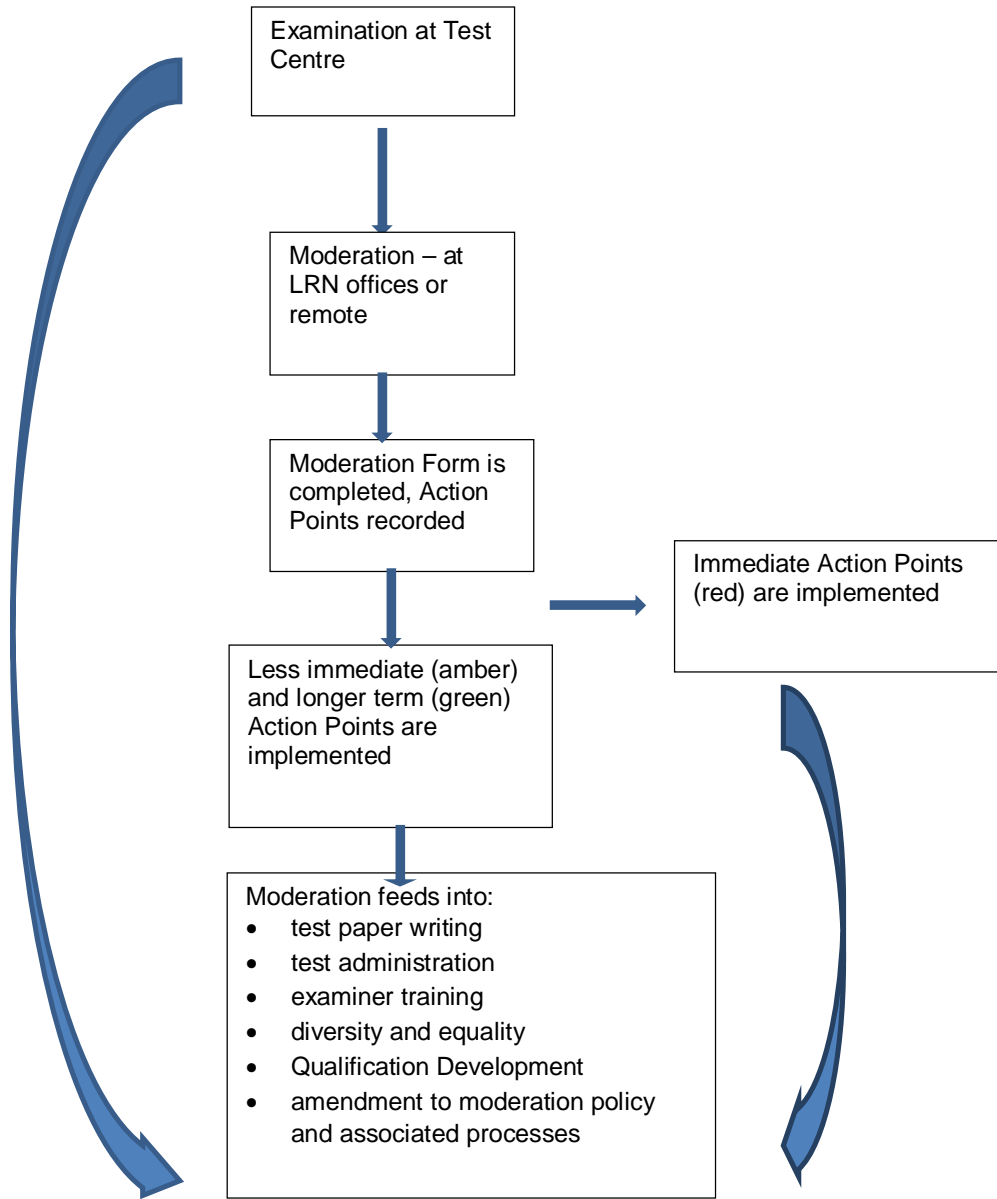 Examination at Test
Centre
Moderation – at
LRN offices or
remote
Moderation Form is
completed, Action
Points recorded
Immediate Action Points
(red) are implemented
Less immediate (amber)
and longer term (green)
Action Points are
implemented
Moderation feeds into:
• test paper writing
• test administration
• examiner training
• diversity and equality
• Qualification Development
• amendment to moderation policy
and associated processes